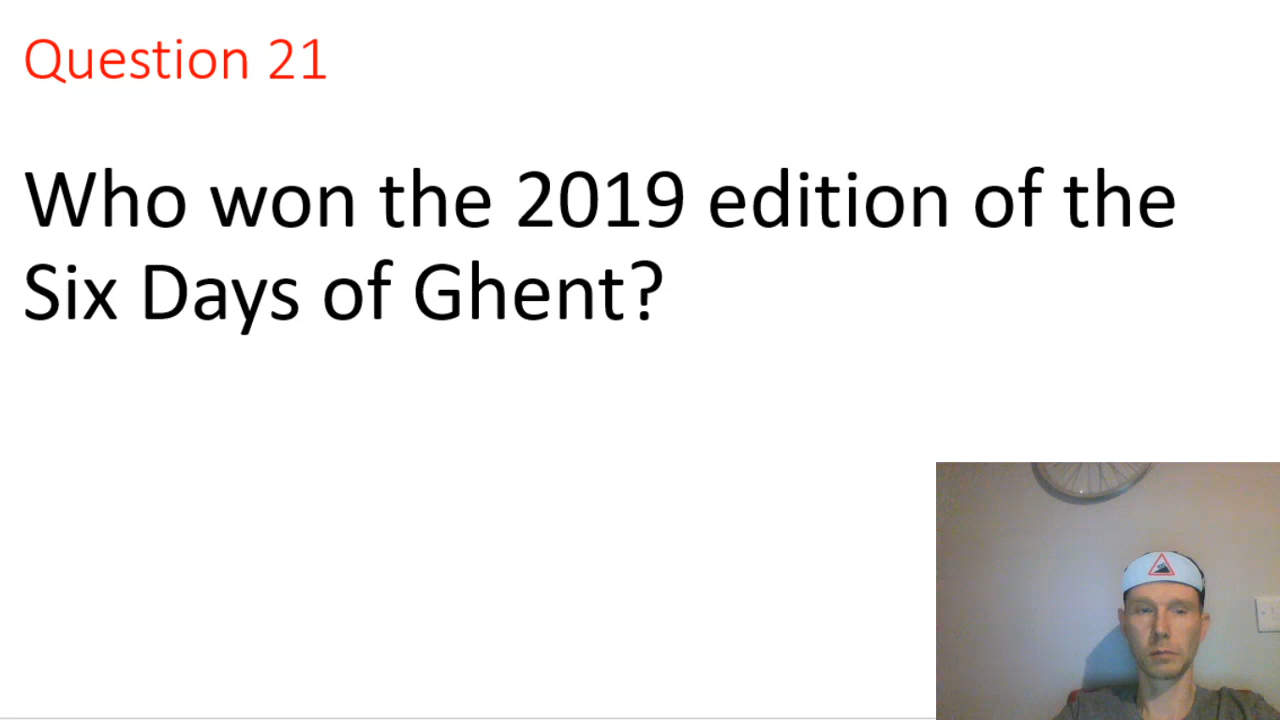 Question 21
Who won the 2019 edition of the
Six Days of Ghent?